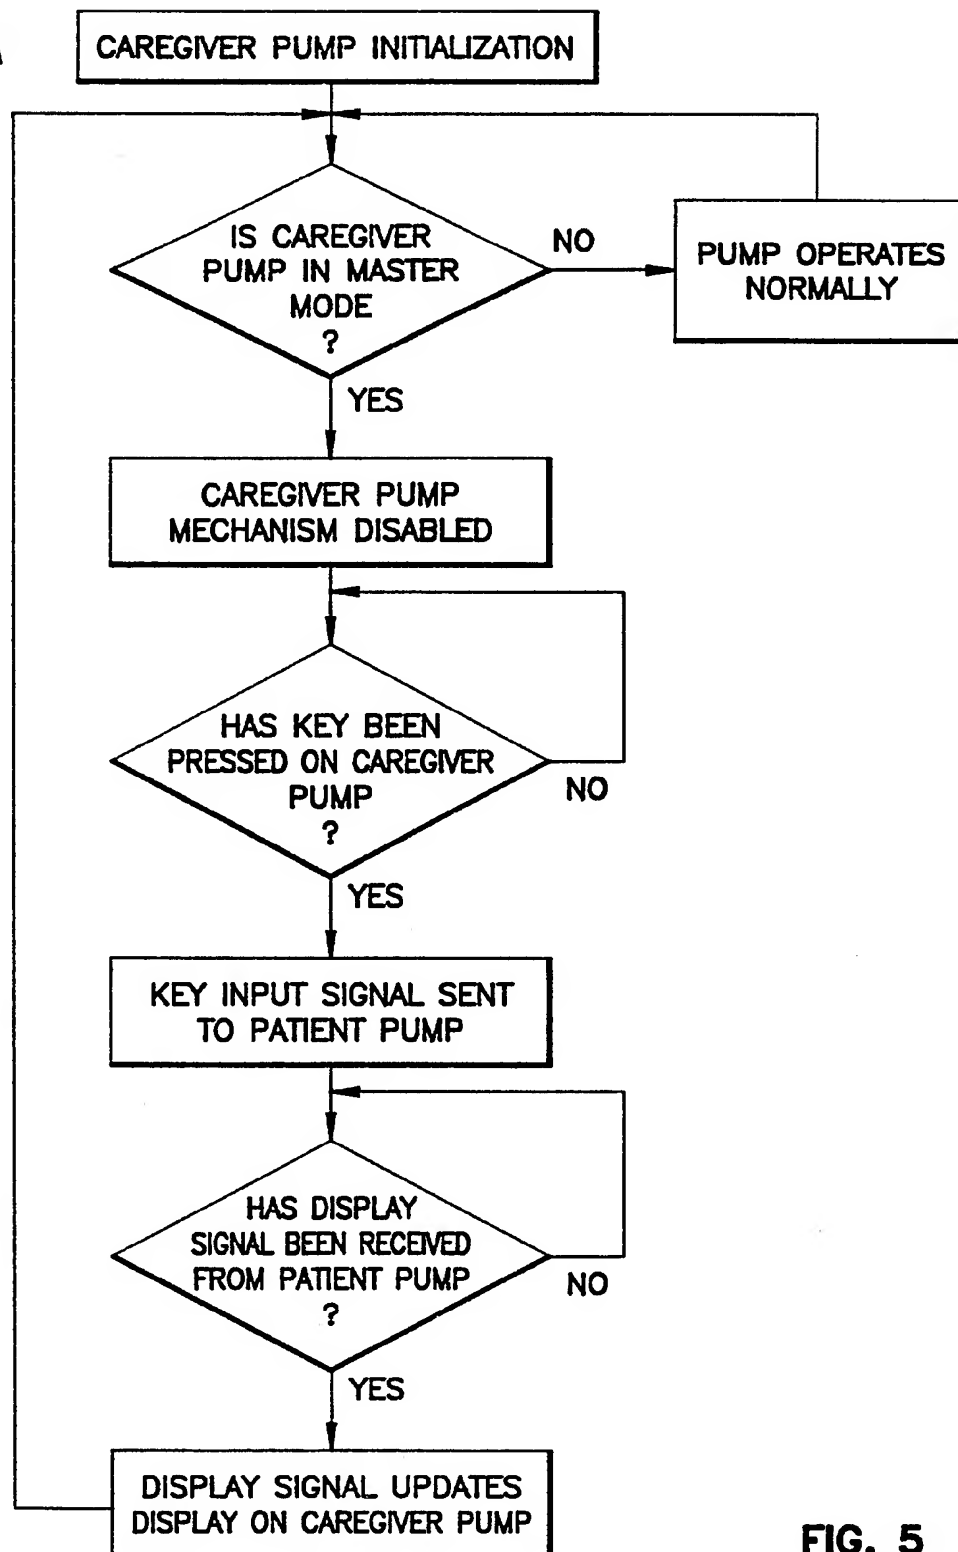 CAREGIVER PUMP INITIALIZATION
IS CAREGIVER
PUMP IN MASTER
MODE
?
NO
PUMP OPERATES
NORMALLY
YES
CAREGIVER PUMP
MECHANISM DISABLED
HAS KEY BEEN
PRESSED ON CAREGIVER
PUMP
?
NO
YES
KEY INPUT SIGNAL SENT
TO PATIENT PUMP
HAS DISPLAY
SIGNAL BEEN RECEIVED
FROM PATIENT PUMP
?
NO
YES
DISPLAY SIGNAL UPDATES
DISPLAY ON CAREGIVER PUMP
FIG. 5